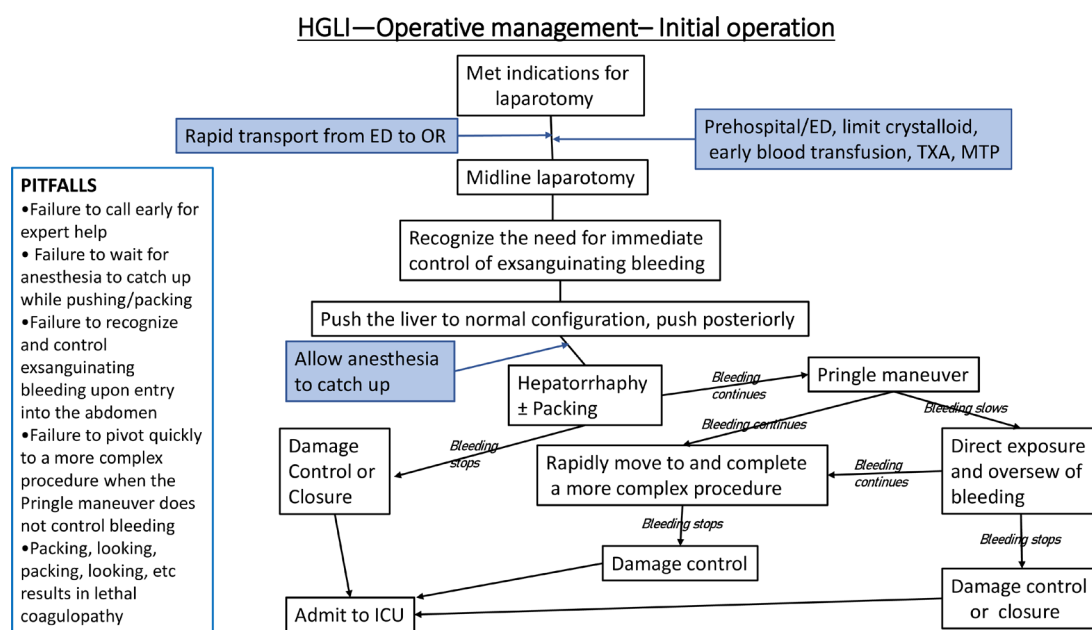 HGLI—Operative management– Initial operation
Met indications for
laparotomy
Rapid transport from ED to OR
Prehospital/ED, limit crystalloid,
early blood transfusion, TXA, MTP
Midline laparotomy
PITFALLS
•Failure to call early for
expert help
• Failure to wait for
anesthesia to catch up
while pushing/packing
•Failure to recognize
and control
exsanguinating
bleeding upon entry
into the abdomen
•Failure to pivot quickly
to a more complex
procedure when the
Pringle maneuver does
not control bleeding
•Packing, looking,
packing, looking, etc
results in lethal
coagulopathy
Recognize the need for immediate
control of exsanguinating bleeding
Push the liver to normal configuration, push posteriorly
Allow anesthesia
to catch up
Hepatorrhaphy
± Packing
Bleeding
continues
Pringle maneuver
Bleeding
stops
Bleeding continues
Bleeding slows
Damage
Control or
Closure
Rapidly move to and complete
a more complex procedure
Bleeding
continues
Direct exposure
and oversew of
bleeding
Bleeding stops
Bleeding stops
Damage control
Damage control
or closure
Admit to ICU